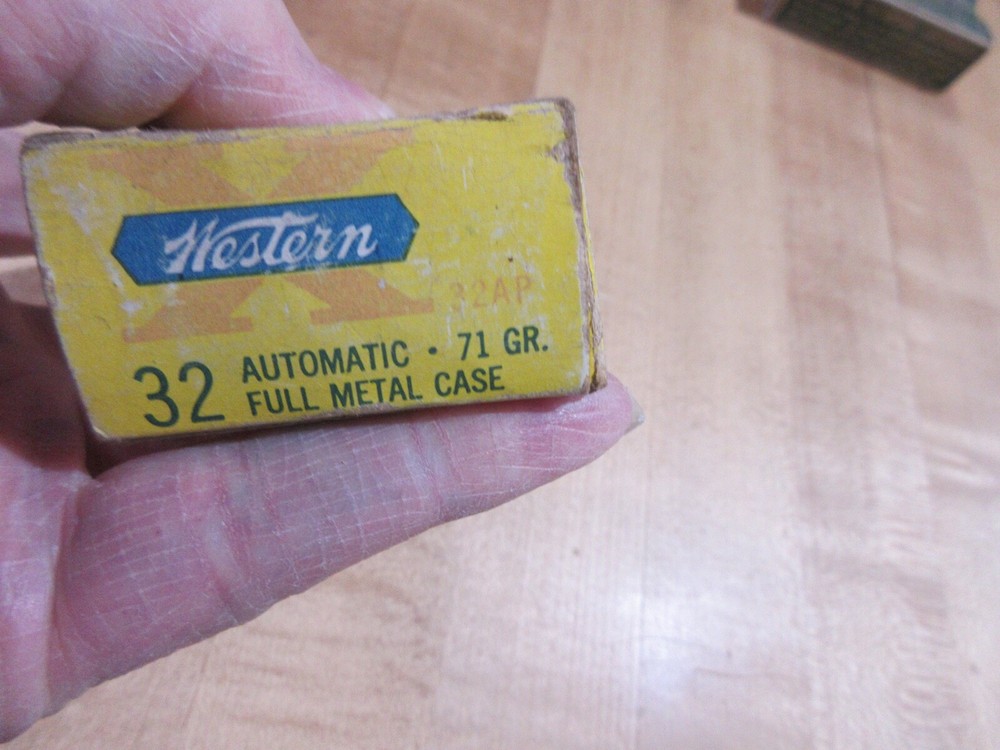 Western
32AP
32 AUTOMATIC · 71 GR.
FULL METAL CASE